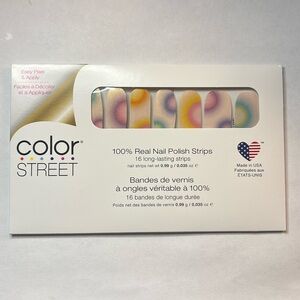 Easy Peel
& Apply
Faciles à Décoller
et à Appliquer
color
STREET
100% Real Nail Polish Strips
16 long-lasting strips
nail strips net wt 0.99 g / 0.035 oz ℮
Bandes de vernis
à ongles véritable à 100%
16 bandes de longue durée
Poids net des bandes de vernis 0.99 g / 0.035 oz ℮
Made in USA
Fabriquées aux
ÉTATS-UNIS